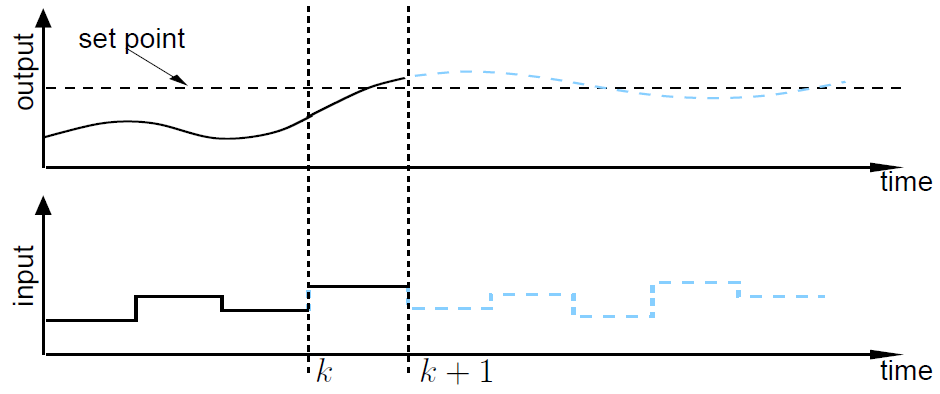 set point
output
time
input
k
k + 1
time